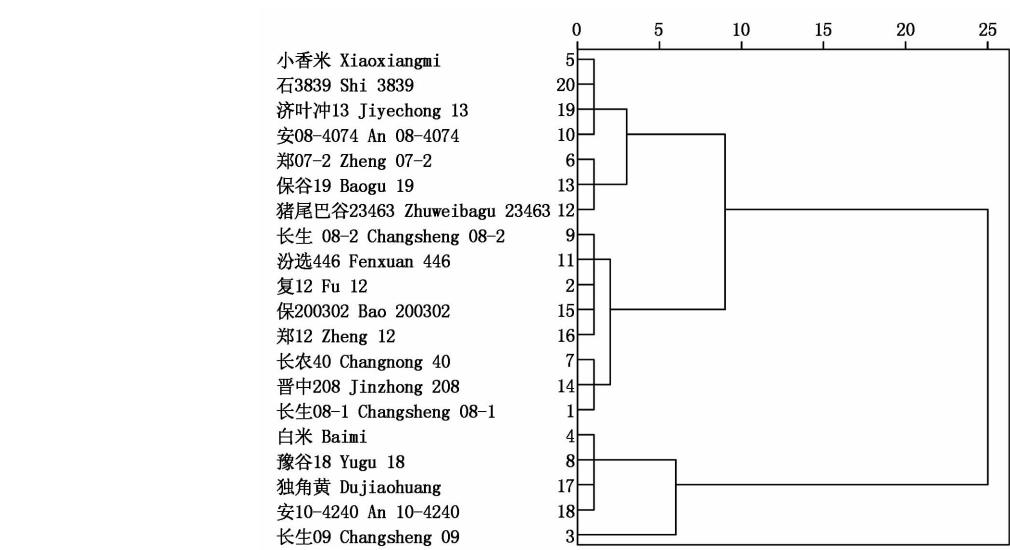 0 5 10 15 20 25
小香米 Xiaoxiangmi 5
石3839 Shi 3839 20
济叶冲13 Jiyechong 13 19
安08-4074 An 08-4074 10
郑07-2 Zheng 07-2 6
保谷19 Baogu 19 13
猪尾巴谷23463 Zhuweibagu 23463 12
长生 08-2 Changsheng 08-2 9
汾选446 Fenxuan 446 11
复12 Fu 12 2
保200302 Bao 200302 15
郑12 Zheng 12 16
长农40 Changnong 40 7
晋中208 Jinzhong 208 14
长生08-1 Changsheng 08-1 1
白米 Baimi 4
豫谷18 Yugu 18 8
独角黄 Dujiaohuang 17
安10-4240 An 10-4240 18
长生09 Changsheng 09 3